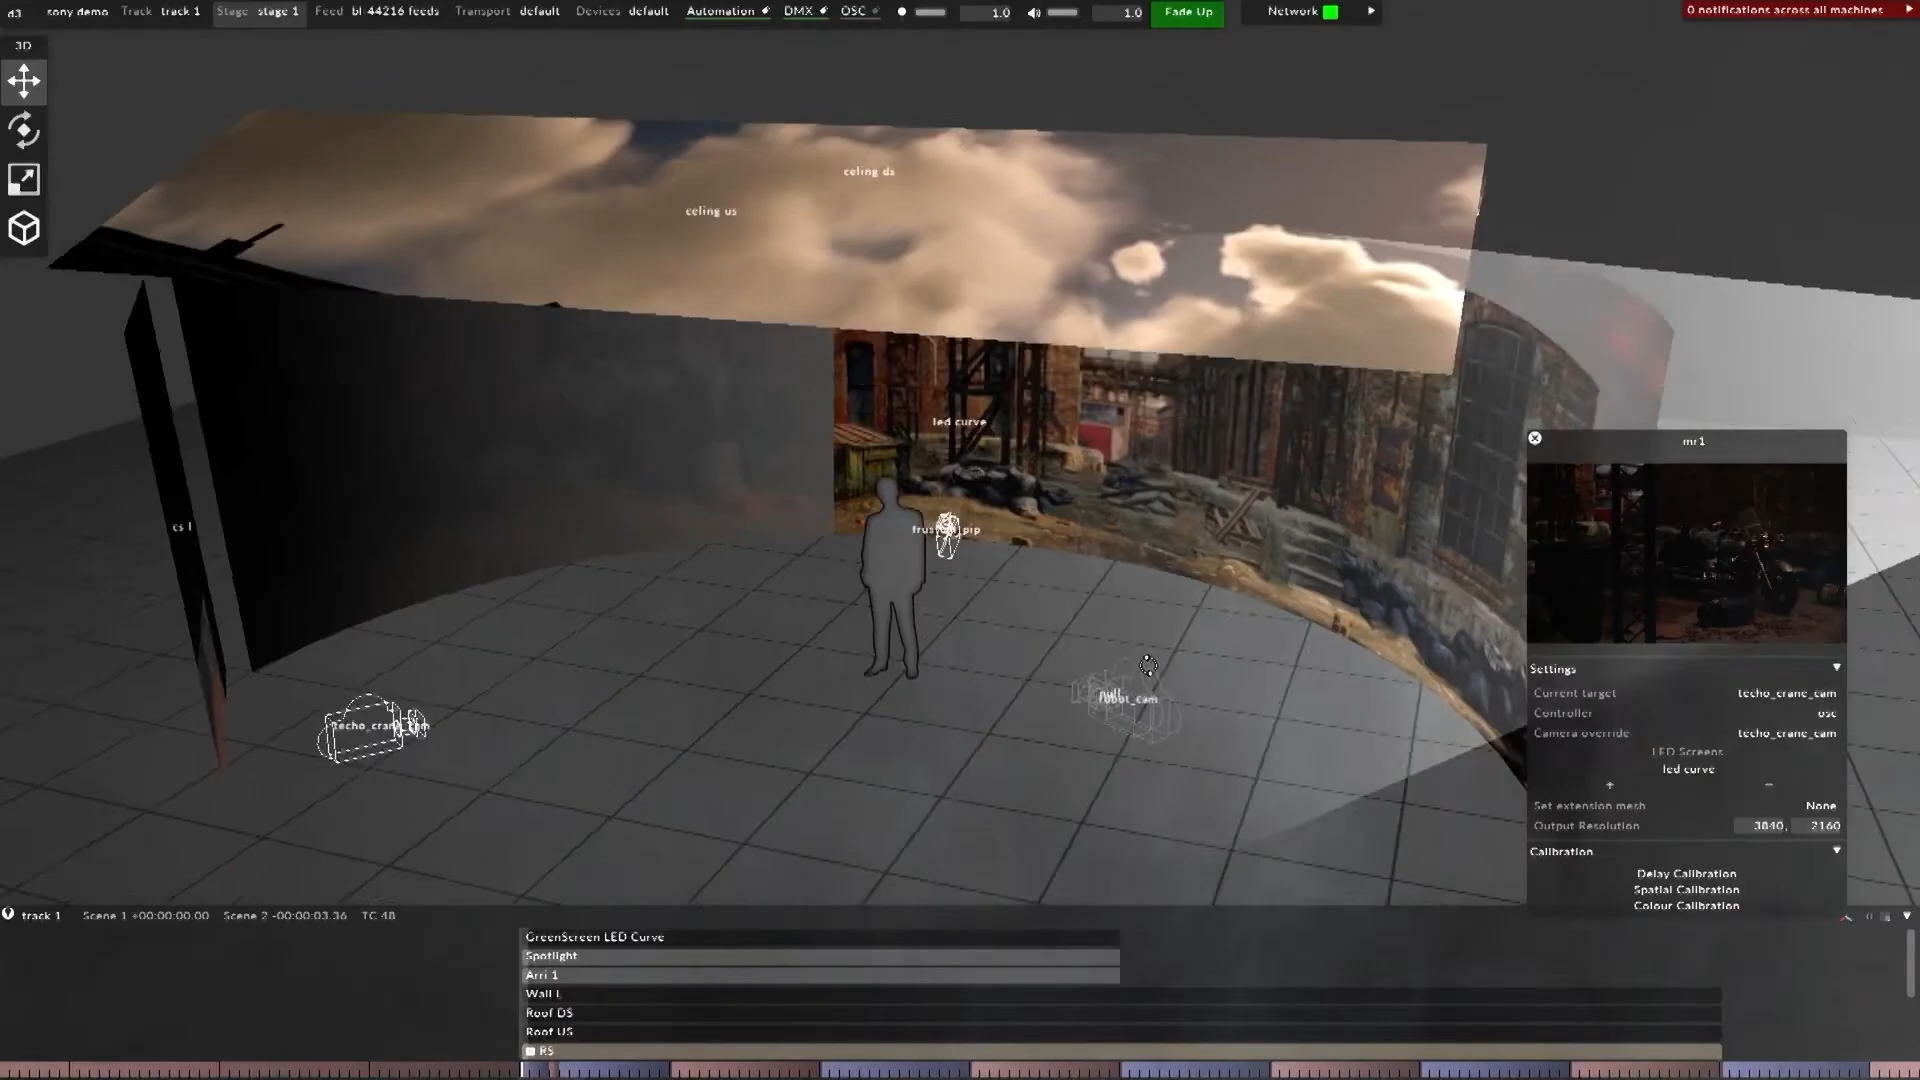 d3 sony demo Track track 1 Stage stage 1 Feed bl 44216 feeds Transport default Devices default Automation DMX OSC 1.0 1.0 Fade Up Network 0 notifications across all machines
3D
celing ds
celing us
led curve
cs l
pip
techo_crane_cam
robot_cam
mr1
Settings
Current target techo_crane_cam
Controller osc
Camera override techo_crane_cam
LED Screens
led curve
+ −
Set extension mesh None
Output Resolution 3840, 2160
Calibration
Delay Calibration
Spatial Calibration
Colour Calibration
track 1 Scene 1 +00:00:00.00 Scene 2 -00:00:03.36 TC 48
GreenScreen LED Curve
Spotlight
Arri 1
Wall L
Roof DS
Roof US
RS